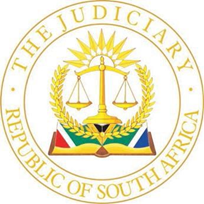 THE JUDICIARY
REPUBLIC OF SOUTH AFRICA